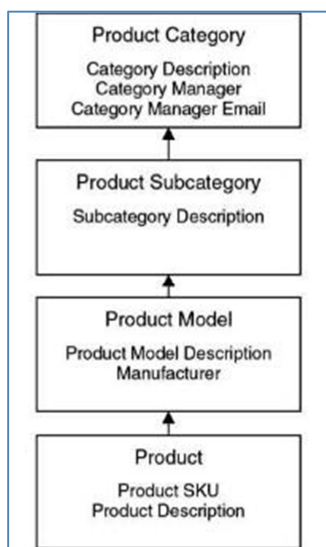 Product Category
Category Description
Category Manager
Category Manager Email
Product Subcategory
Subcategory Description
Product Model
Product Model Description
Manufacturer
Product
Product SKU
Product Description